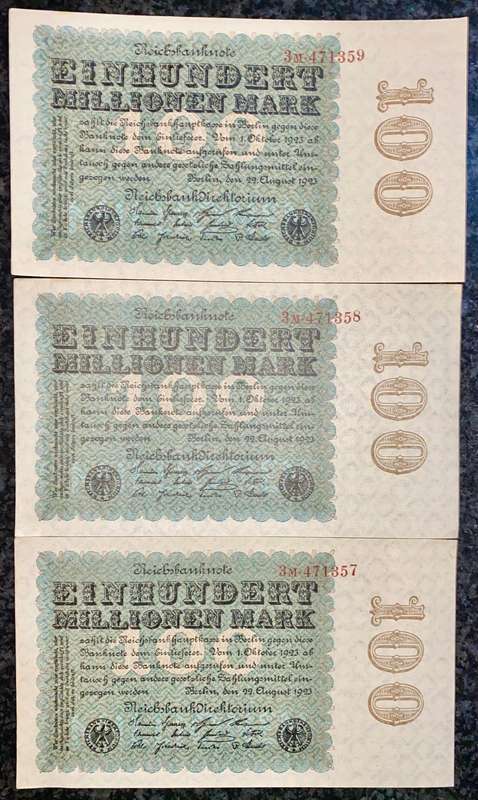 Reichsbanknote
3M·471359
EINHUNDERT
MILLIONEN MARK
zahlt die Reichsbankhauptkasse in Berlin gegen diese
Banknote dem Einlieferer. Vom 1. Oktober 1923 ab
kann diese Banknote aufgerufen und unter Um-
tausch gegen andere gesetzliche Zahlungsmittel ein-
gezogen werden
Berlin, den 22. August 1923
Reichsbankdirektorium
100
Reichsbanknote
3M·471358
EINHUNDERT
MILLIONEN MARK
zahlt die Reichsbankhauptkasse in Berlin gegen diese
Banknote dem Einlieferer. Vom 1. Oktober 1923 ab
kann diese Banknote aufgerufen und unter Um-
tausch gegen andere gesetzliche Zahlungsmittel ein-
gezogen werden
Berlin, den 22. August 1923
Reichsbankdirektorium
100
Reichsbanknote
3M·471357
EINHUNDERT
MILLIONEN MARK
zahlt die Reichsbankhauptkasse in Berlin gegen diese
Banknote dem Einlieferer. Vom 1. Oktober 1923 ab
kann diese Banknote aufgerufen und unter Um-
tausch gegen andere gesetzliche Zahlungsmittel ein-
gezogen werden
Berlin, den 22. August 1923
Reichsbankdirektorium
100